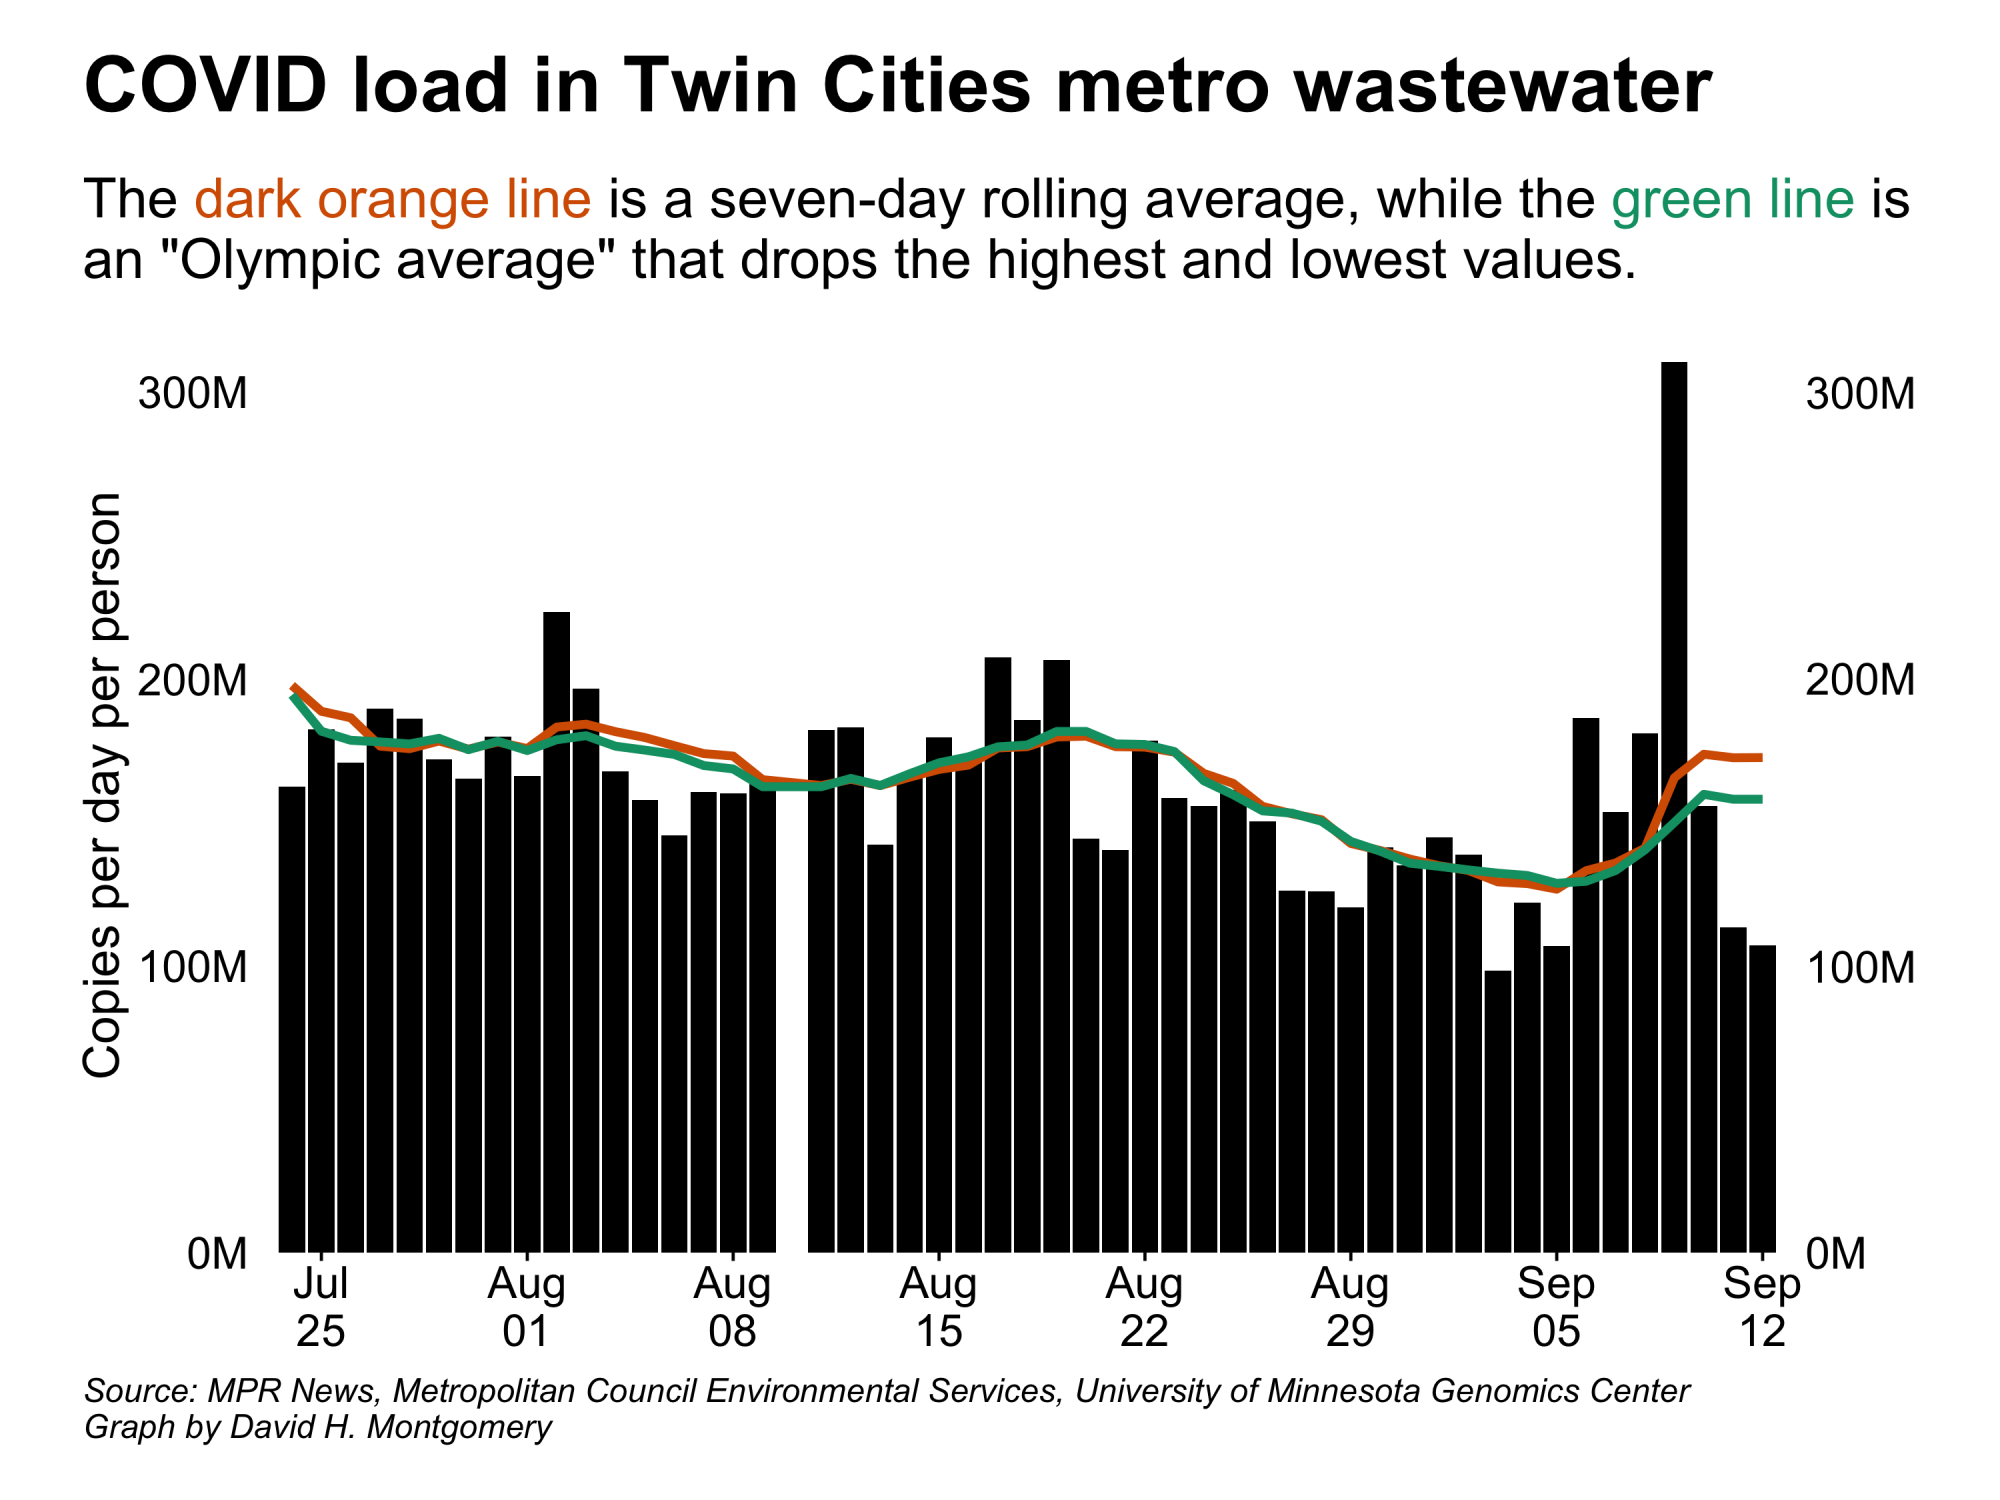 COVID load in Twin Cities metro wastewater
The dark orange line is a seven-day rolling average, while the green line is
an "Olympic average" that drops the highest and lowest values.
Copies per day per person
300M
200M
100M
0M
300M
200M
100M
0M
Jul
25
Aug
01
Aug
08
Aug
15
Aug
22
Aug
29
Sep
05
Sep
12
Source: MPR News, Metropolitan Council Environmental Services, University of Minnesota Genomics Center
Graph by David H. Montgomery